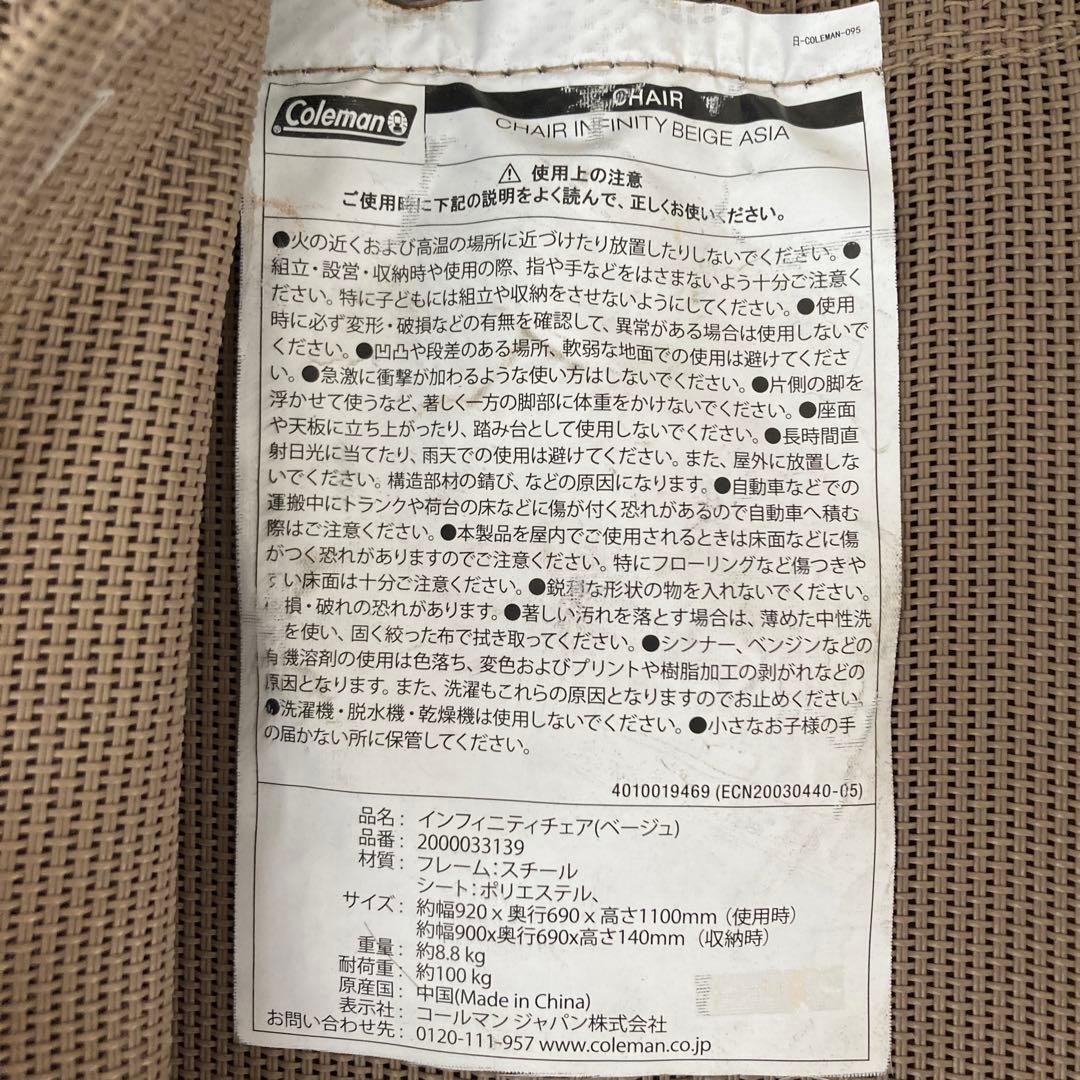 日-COLEMAN-095
Coleman
CHAIR
CHAIR INFINITY BEIGE ASIA
⚠ 使用上の注意
ご使用時に下記の説明をよく読んで、正しくお使いください。
●火の近くおよび高温の場所に近づけたり放置したりしないでください。●
組立・設営・収納時や使用の際、指や手などをはさまないよう十分ご注意く
ださい。特に子どもには組立や収納をさせないようにしてください。●使用
時に必ず変形・破損などの有無を確認して、異常がある場合は使用しないで
ください。●凹凸や段差のある場所、軟弱な地面での使用は避けてくださ
い。●急激に衝撃が加わるような使い方はしないでください。●片側の脚を
浮かせて使うなど、著しく一方の脚部に体重をかけないでください。●座面
や天板に立ち上がったり、踏み台として使用しないでください。●長時間直
射日光に当てたり、雨天での使用は避けてください。また、屋外に放置しな
いでください。構造部材の錆び、などの原因になります。●自動車などでの
運搬中にトランクや荷台の床などに傷が付く恐れがあるので自動車へ積む
際はご注意ください。●本製品を屋内でご使用されるときは床面などに傷
がつく恐れがありますのでご注意ください。特にフローリングなど傷つきや
すい床面は十分ご注意ください。●鋭利な形状の物を入れないでください。
損・破れの恐れがあります。●著しい汚れを落とす場合は、薄めた中性洗
を使い、固く絞った布で拭き取ってください。●シンナー、ベンジンなどの
有機溶剤の使用は色落ち、変色およびプリントや樹脂加工の剥がれなどの
原因となります。また、洗濯もこれらの原因となりますのでお止めください。
●洗濯機・脱水機・乾燥機は使用しないでください。●小さなお子様の手
の届かない所に保管してください。
4010019469 (ECN20030440-05)
品名： インフィニティチェア(ベージュ)
品番： 2000033139
材質： フレーム：スチール
シート：ポリエステル、
サイズ： 約幅920 x 奥行690 x 高さ1100mm（使用時）
約幅900x奥行690x高さ140mm（収納時）
重量： 約8.8 kg
耐荷重： 約100 kg
原産国： 中国(Made in China)
表示社： コールマン ジャパン株式会社
お問い合わせ先： 0120-111-957 www.coleman.co.jp